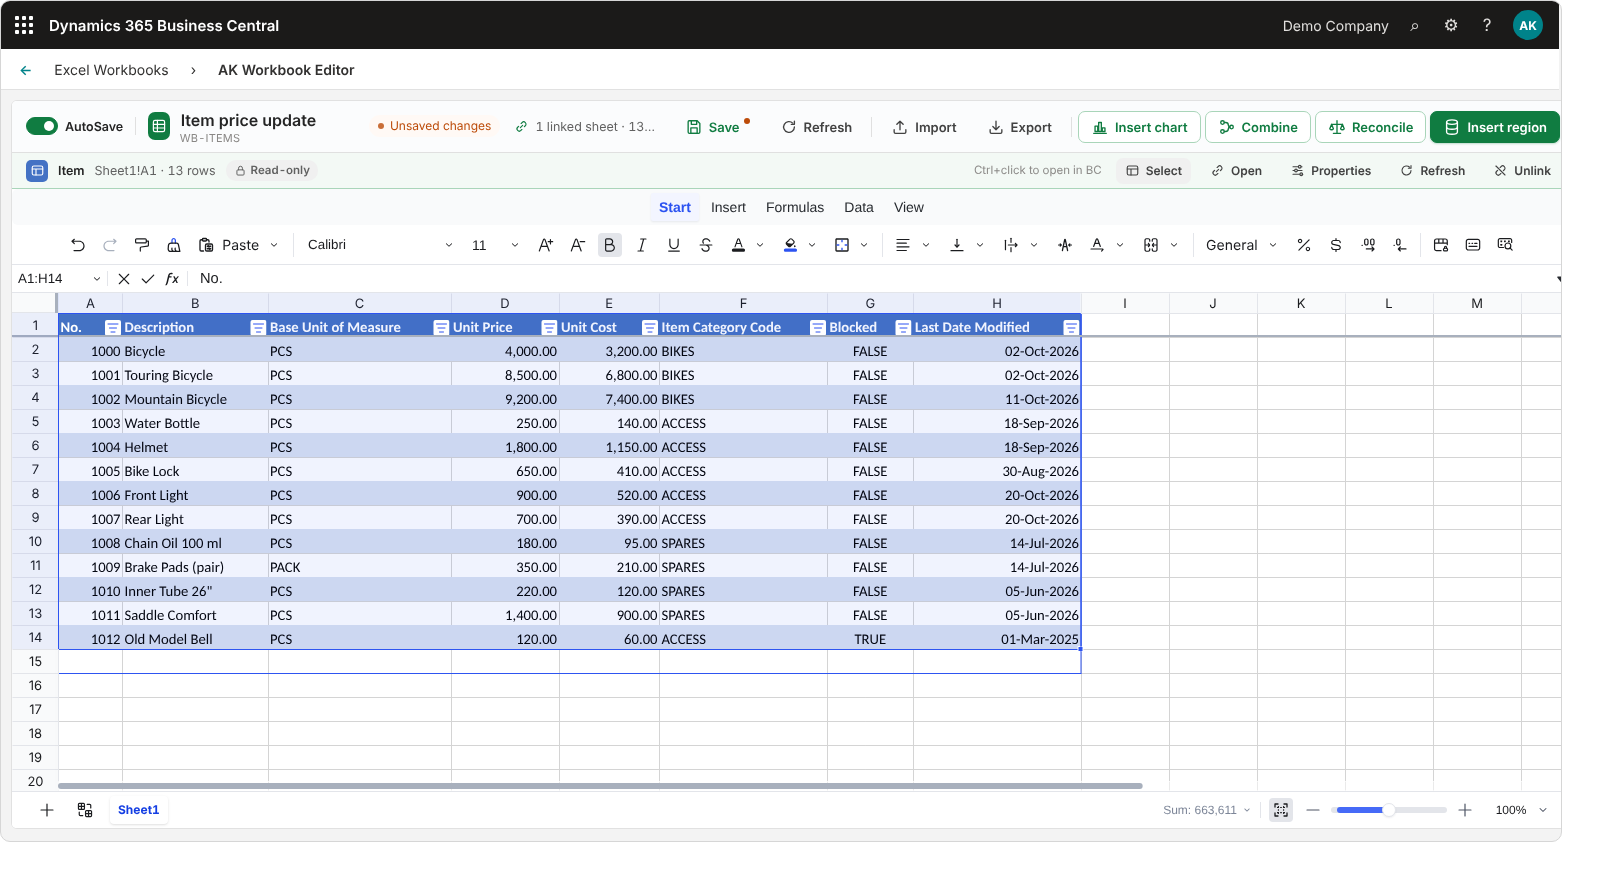 Dynamics 365 Business Central Demo Company ? AK
Excel Workbooks › AK Workbook Editor
AutoSave Item price update Unsaved changes 1 linked sheet · 13... Save Refresh Import Export Insert chart Combine Reconcile Insert region
WB-ITEMS
Item Sheet1!A1 · 13 rows Read-only Ctrl+click to open in BC Select Open Properties Refresh Unlink
Start Insert Formulas Data View
Paste Calibri 11 A+ A− B I U S A A A General % $ .00 .0
A1:H14 fx No.
A B C D E F G H I J K L M
1 No. Description Base Unit of Measure Unit Price Unit Cost Item Category Code Blocked Last Date Modified
2 1000 Bicycle PCS 4,000.00 3,200.00 BIKES FALSE 02-Oct-2026
3 1001 Touring Bicycle PCS 8,500.00 6,800.00 BIKES FALSE 02-Oct-2026
4 1002 Mountain Bicycle PCS 9,200.00 7,400.00 BIKES FALSE 11-Oct-2026
5 1003 Water Bottle PCS 250.00 140.00 ACCESS FALSE 18-Sep-2026
6 1004 Helmet PCS 1,800.00 1,150.00 ACCESS FALSE 18-Sep-2026
7 1005 Bike Lock PCS 650.00 410.00 ACCESS FALSE 30-Aug-2026
8 1006 Front Light PCS 900.00 520.00 ACCESS FALSE 20-Oct-2026
9 1007 Rear Light PCS 700.00 390.00 ACCESS FALSE 20-Oct-2026
10 1008 Chain Oil 100 ml PCS 180.00 95.00 SPARES FALSE 14-Jul-2026
11 1009 Brake Pads (pair) PACK 350.00 210.00 SPARES FALSE 14-Jul-2026
12 1010 Inner Tube 26" PCS 220.00 120.00 SPARES FALSE 05-Jun-2026
13 1011 Saddle Comfort PCS 1,400.00 900.00 SPARES FALSE 05-Jun-2026
14 1012 Old Model Bell PCS 120.00 60.00 ACCESS TRUE 01-Mar-2025
15
16
17
18
19
20
Sheet1 Sum: 663,611 100%